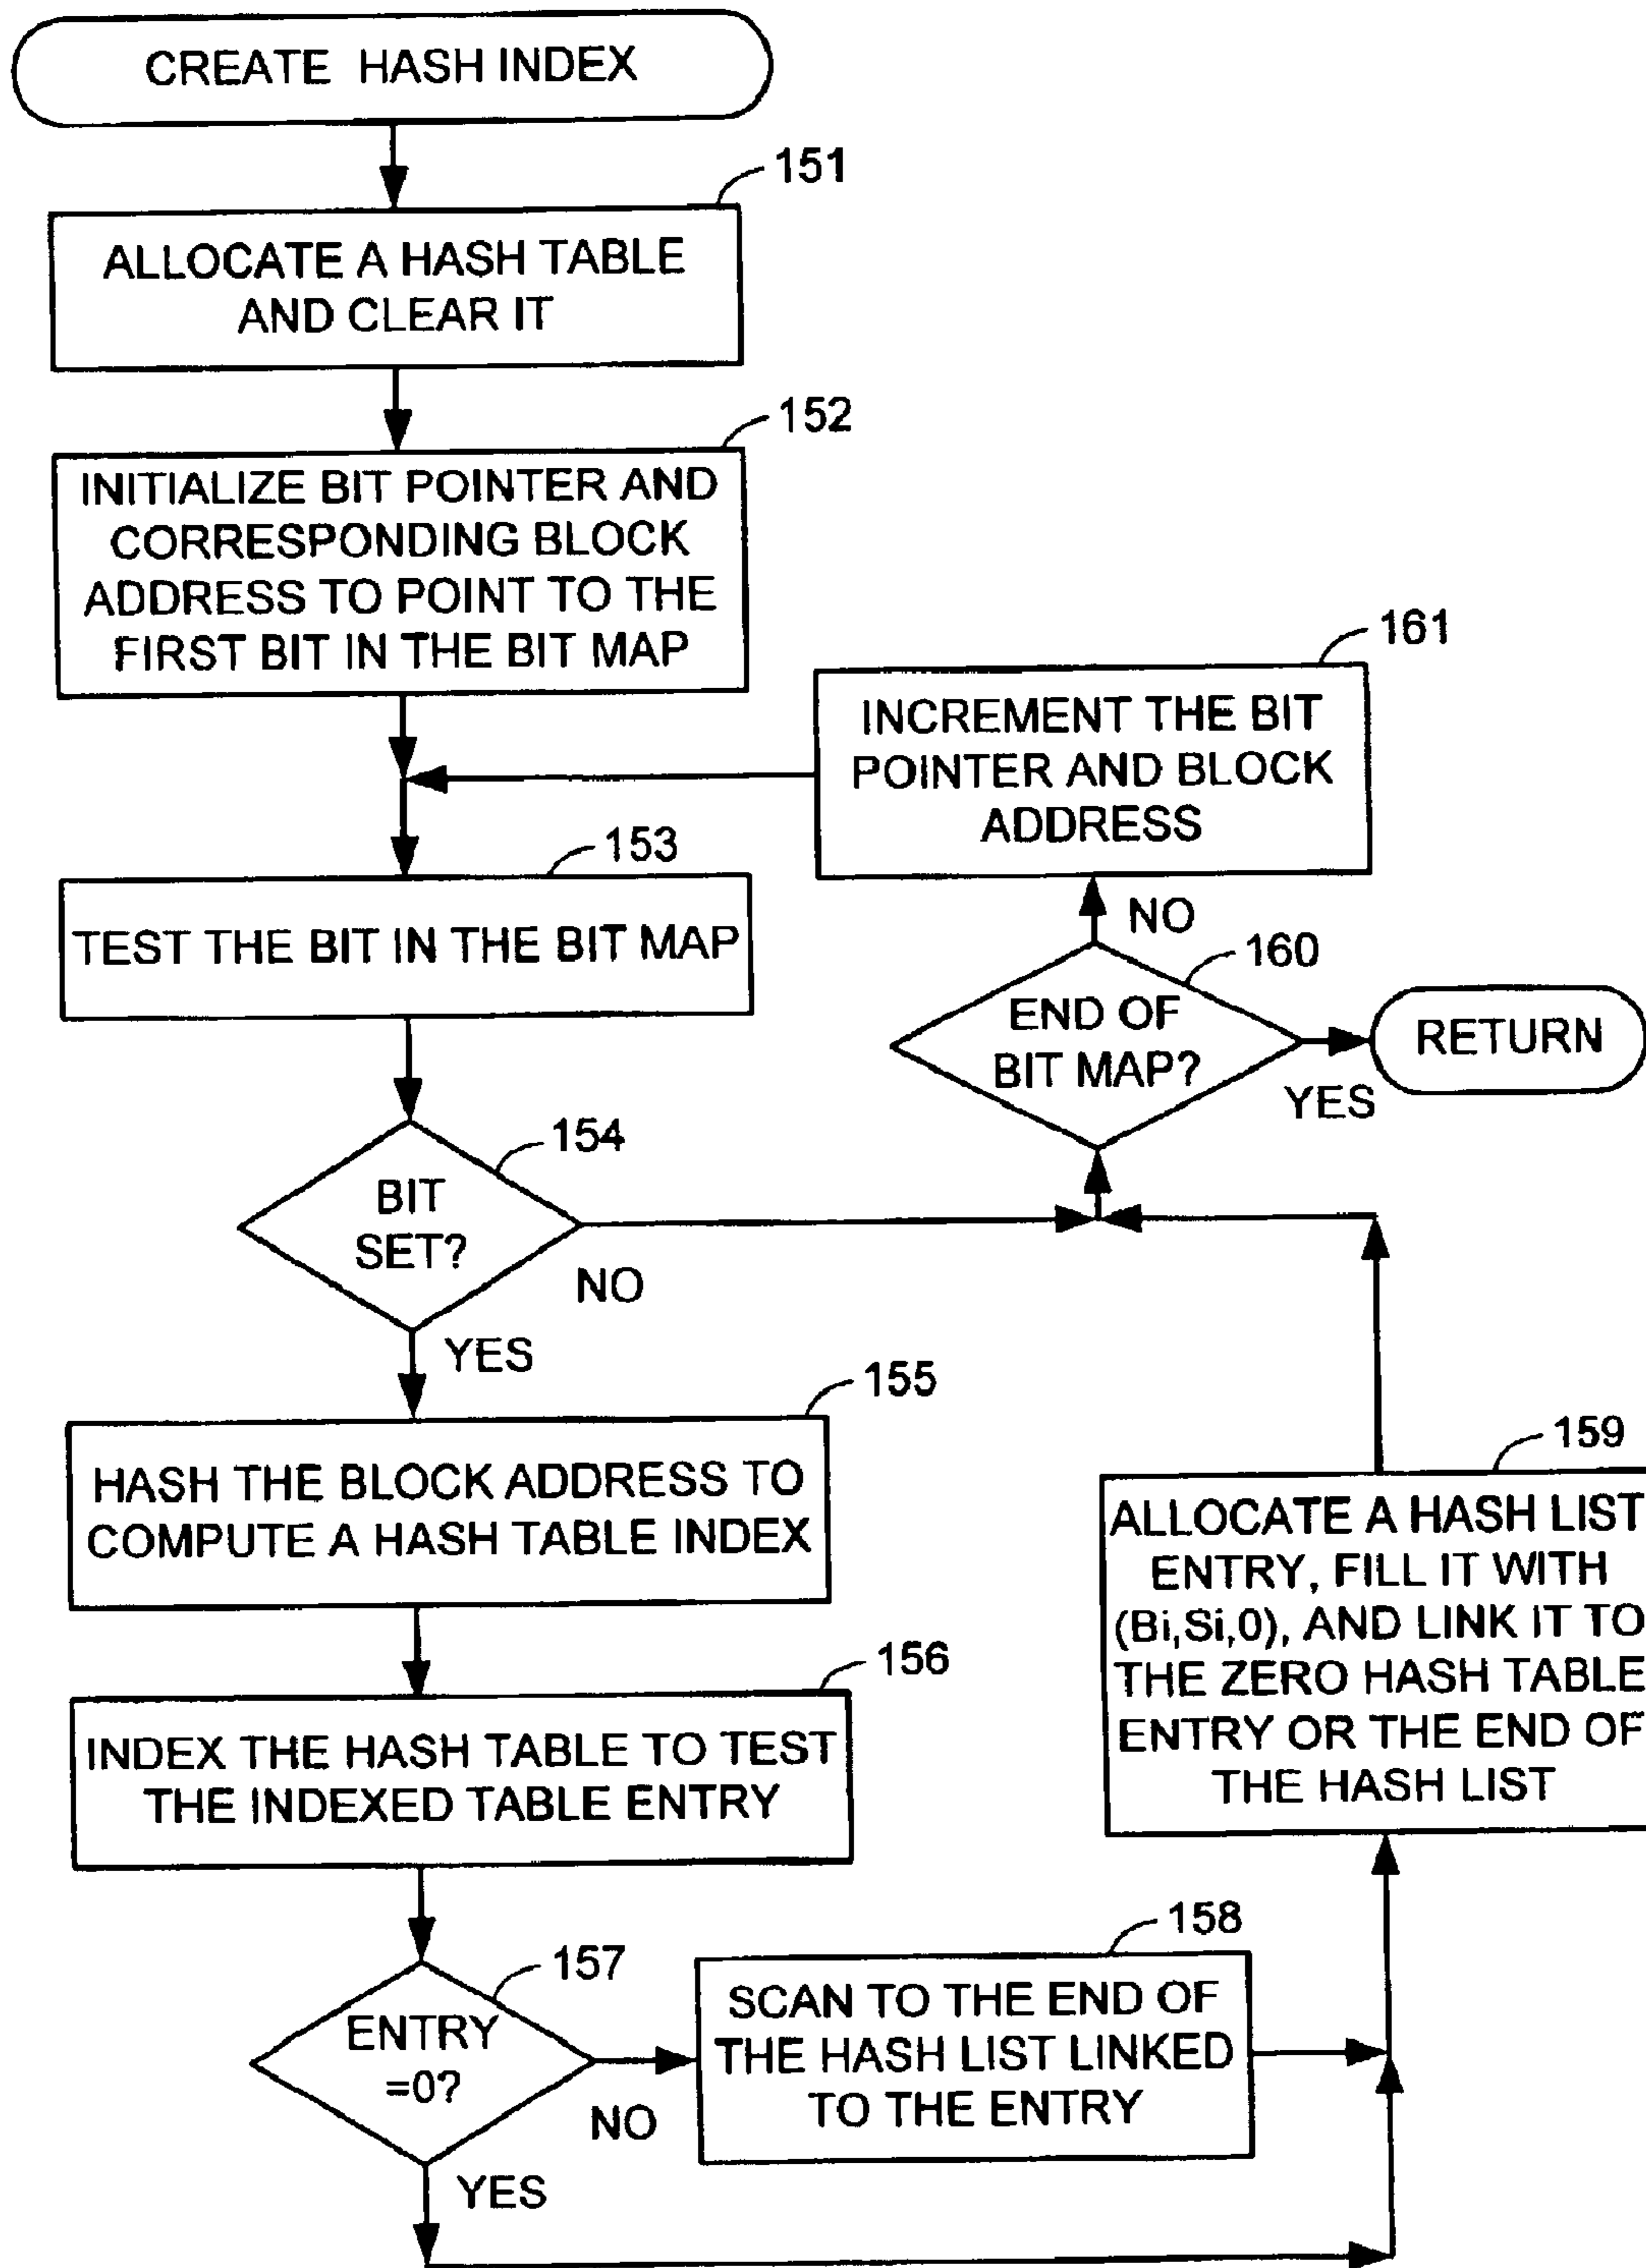 CREATE HASH INDEX
151
ALLOCATE A HASH TABLE
AND CLEAR IT
152
INITIALIZE BIT POINTER AND
CORRESPONDING BLOCK
ADDRESS TO POINT TO THE
FIRST BIT IN THE BIT MAP
161
INCREMENT THE BIT
POINTER AND BLOCK
ADDRESS
153
TEST THE BIT IN THE BIT MAP
NO
160
END OF
BIT MAP?
YES
RETURN
154
BIT
SET?
NO
YES
155
HASH THE BLOCK ADDRESS TO
COMPUTE A HASH TABLE INDEX
156
INDEX THE HASH TABLE TO TEST
THE INDEXED TABLE ENTRY
157
ENTRY
=0?
NO
YES
158
SCAN TO THE END OF
THE HASH LIST LINKED
TO THE ENTRY
159
ALLOCATE A HASH LIST
ENTRY, FILL IT WITH
(Bi,Si,0), AND LINK IT TO
THE ZERO HASH TABLE
ENTRY OR THE END OF
THE HASH LIST